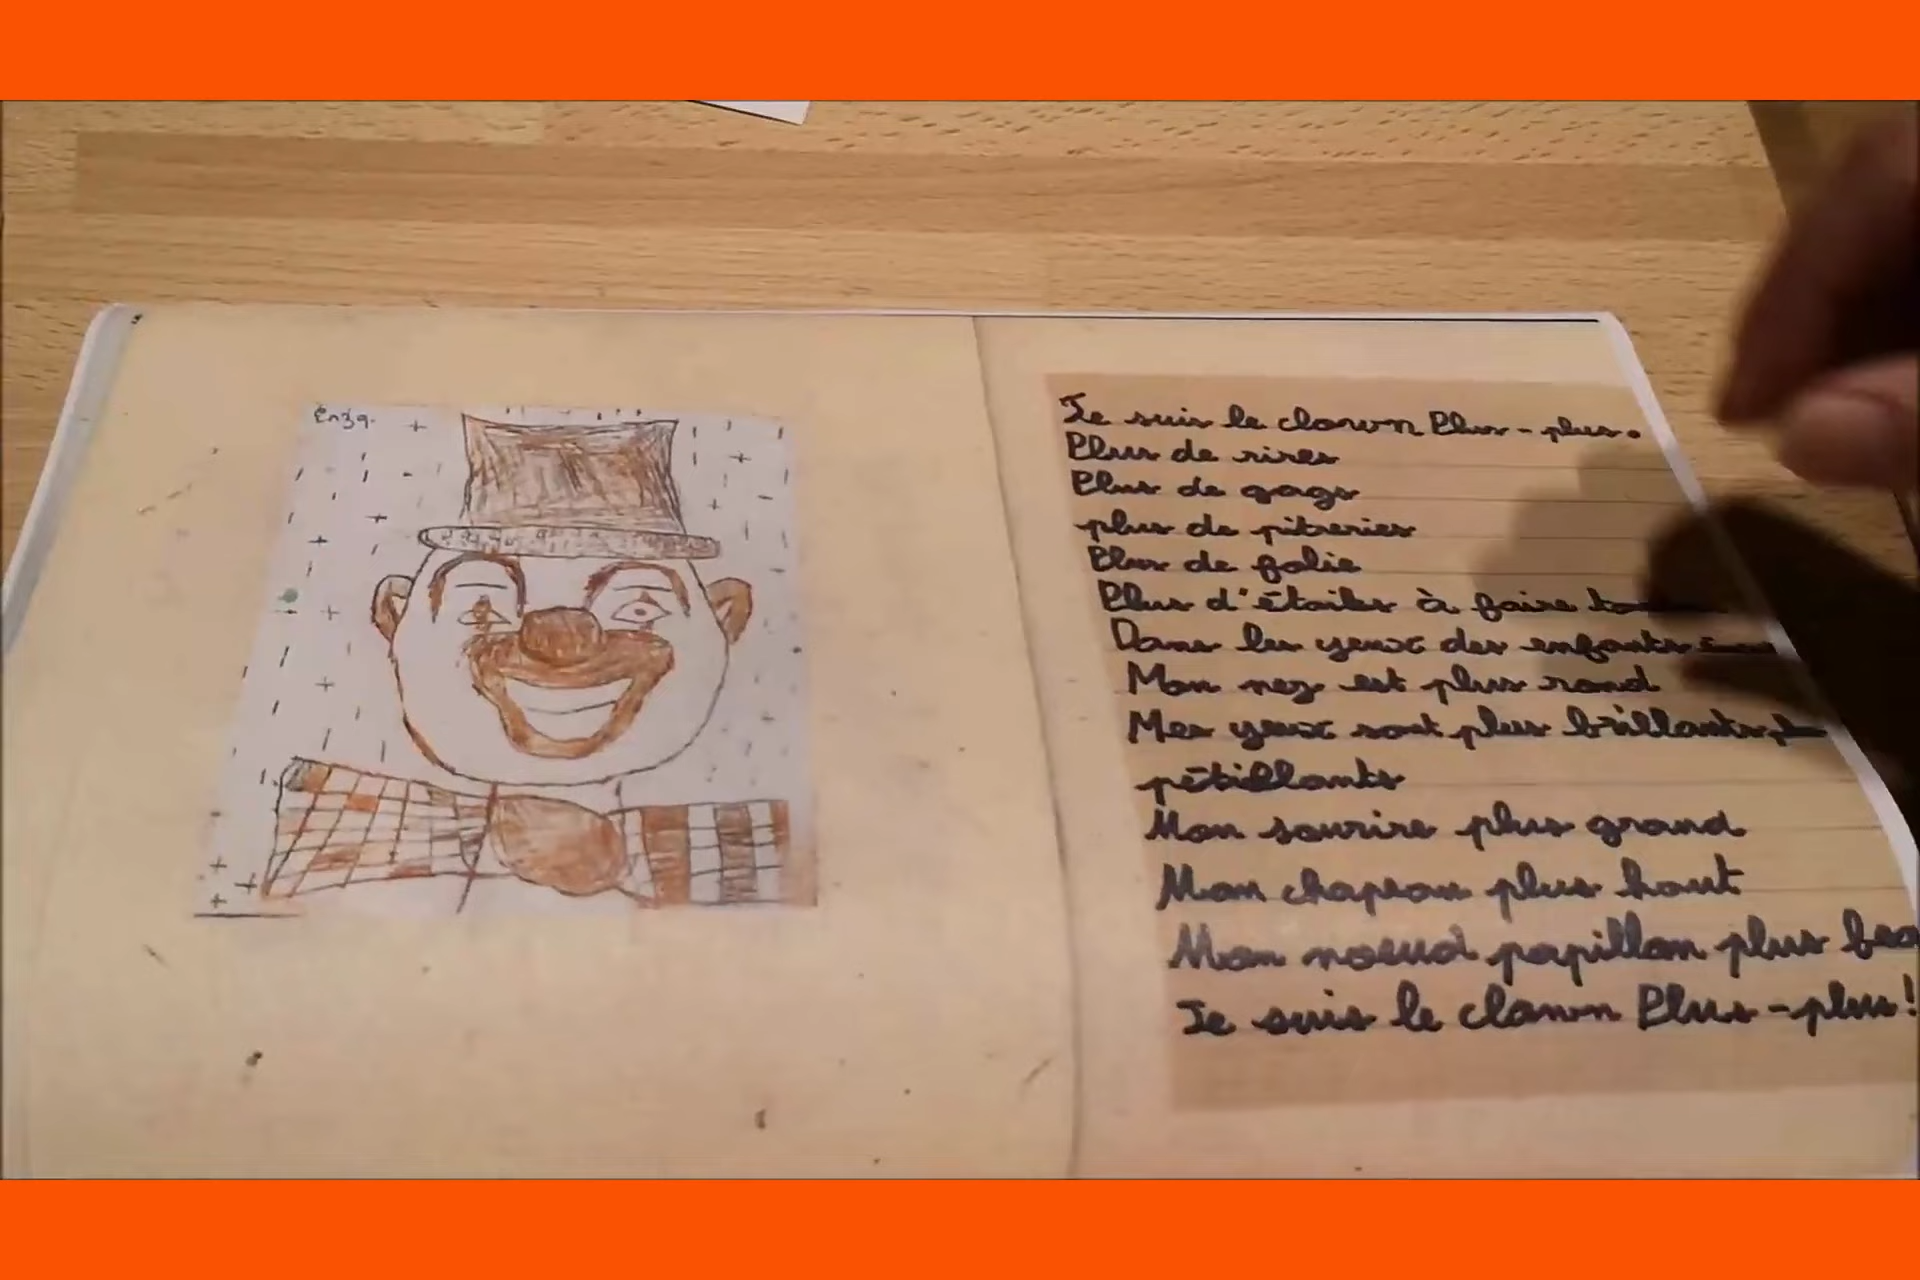 Enzo.
Je suis le clown Plus-plus.
Plus de rires
Plus de gags
plus de pitreries
Plus de folie
Plus d'étoiles à faire
Dans les yeux des enfants
Mon nez est plus rond
Mes yeux sont plus brillants
pétillants
Mon sourire plus grand
Mon chapeau plus haut
Mon noeud papillon plus
Je suis le clown Plus-plus!